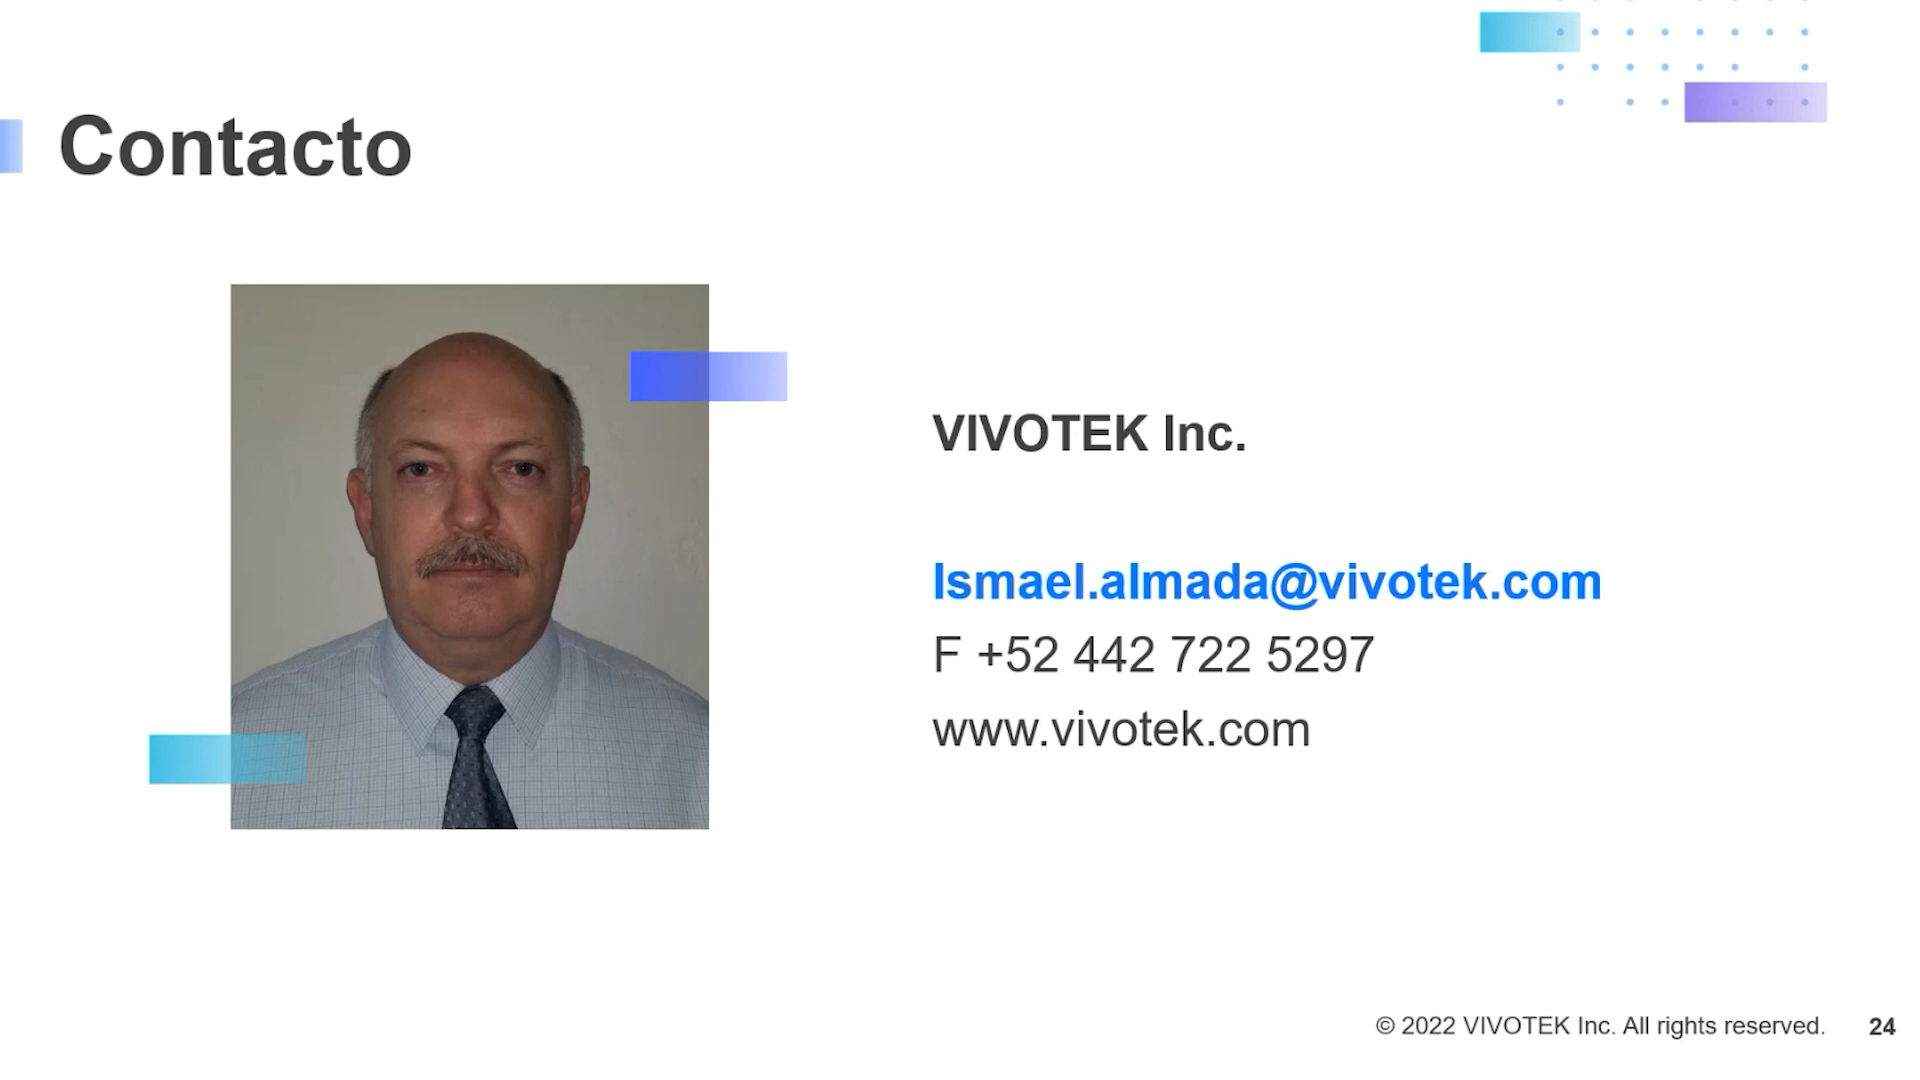 Contacto
VIVOTEK Inc.
Ismael.almada@vivotek.com
F +52 442 722 5297
www.vivotek.com
© 2022 VIVOTEK Inc. All rights reserved.
24